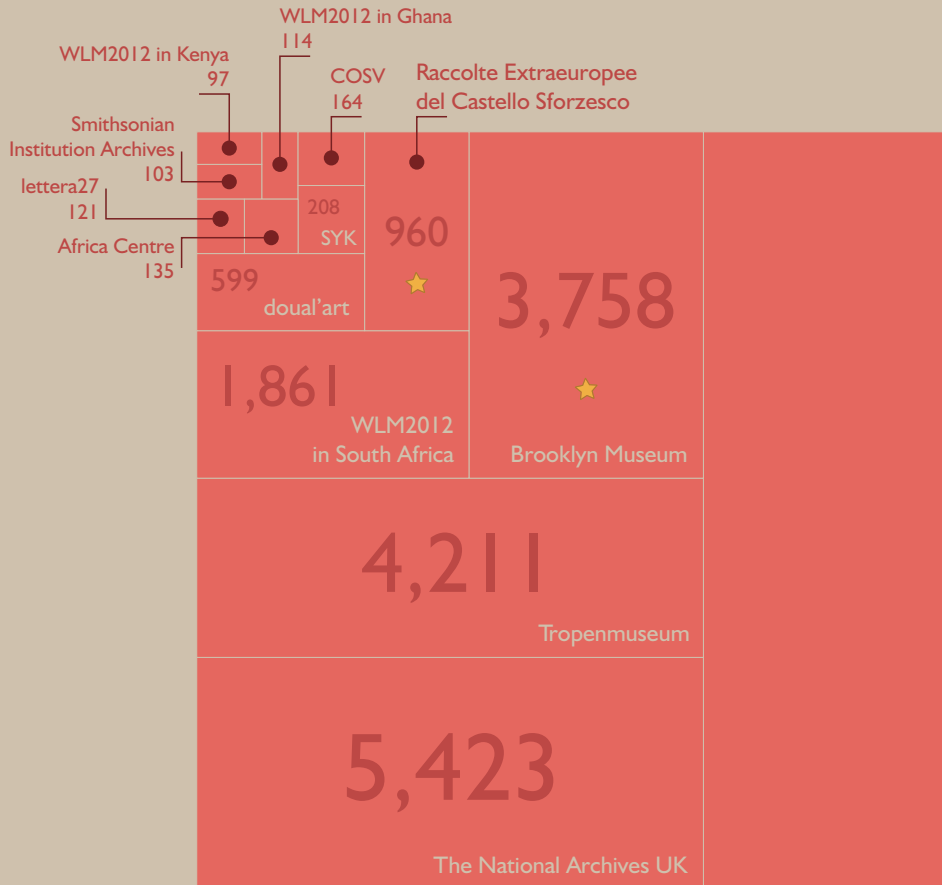 WLM2012 in Ghana
114
WLM2012 in Kenya
97
COSV
164
Raccolte Extraeuropee
del Castello Sforzesco
960
Smithsonian
Institution Archives
103
lettera27
121
Africa Centre
135
208
SYK
599
doual’art
3,758
Brooklyn Museum
1,861
WLM2012
in South Africa
4,211
Tropenmuseum
5,423
The National Archives UK